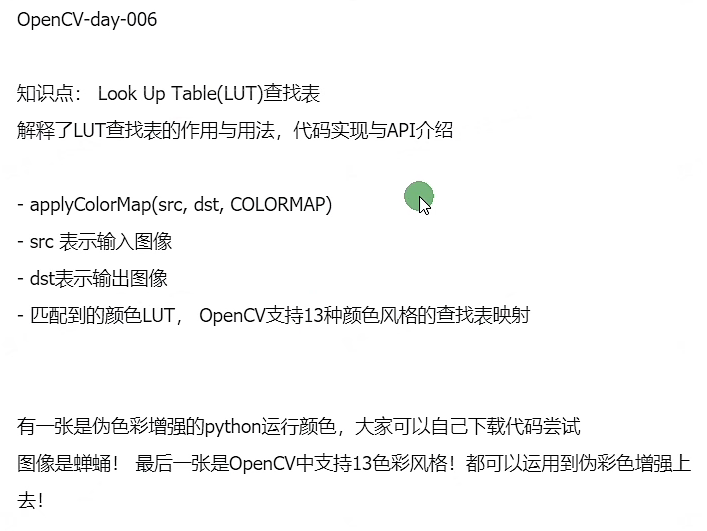 OpenCV-day-006
知识点： Look Up Table(LUT)查找表
解释了LUT查找表的作用与用法，代码实现与API介绍
- applyColorMap(src, dst, COLORMAP)
- src 表示输入图像
- dst表示输出图像
- 匹配到的颜色LUT， OpenCV支持13种颜色风格的查找表映射
有一张是伪色彩增强的python运行颜色，大家可以自己下载代码尝试
图像是蝉蛹！ 最后一张是OpenCV中支持13色彩风格！都可以运用到伪彩色增强上
去！